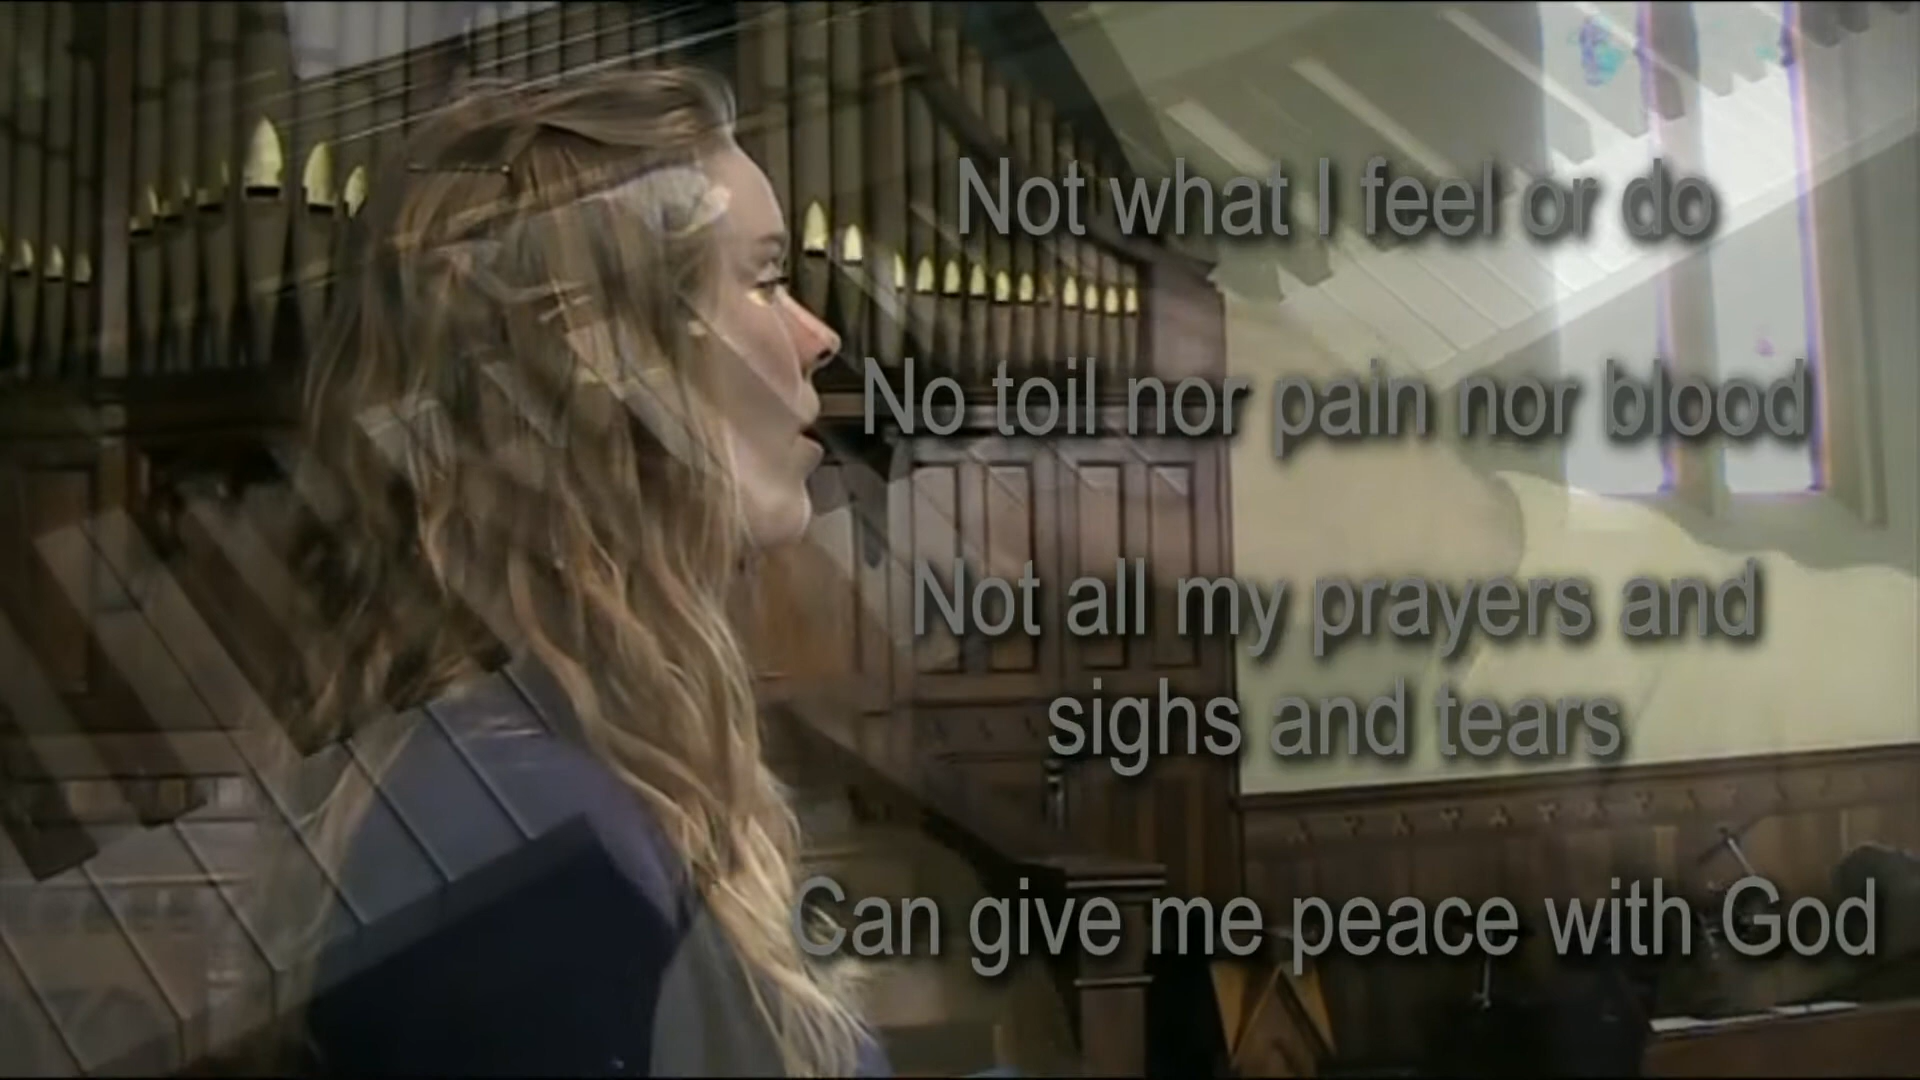 Not what I feel or do
No toil nor pain nor blood
Not all my prayers and
sighs and tears
Can give me peace with God